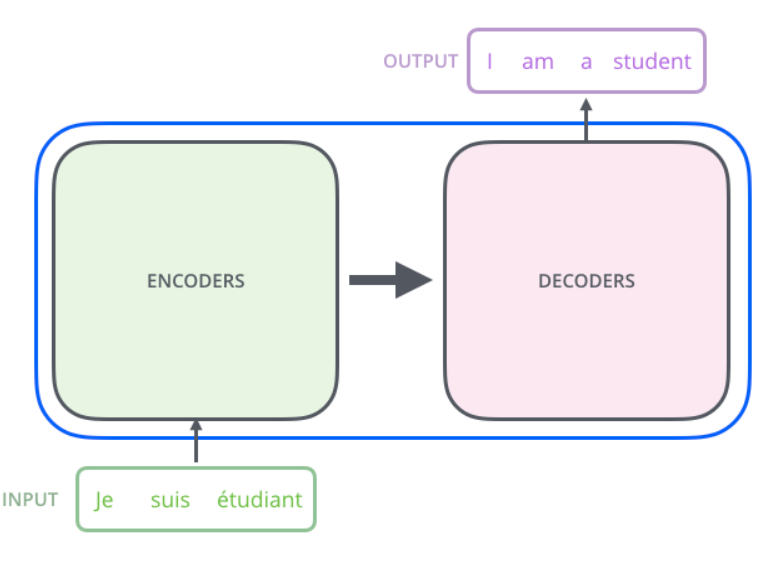 OUTPUT I am a student
ENCODERS DECODERS
INPUT Je suis étudiant